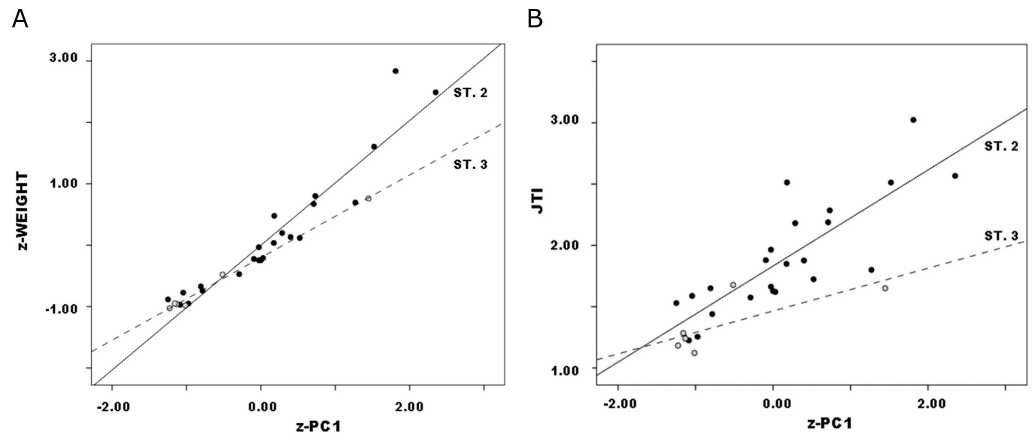 A
B
3.00
1.00
-1.00
z-WEIGHT
ST. 2
ST. 3
-2.00 0.00 2.00
z-PC1
3.00
2.00
1.00
JTI
ST. 2
ST. 3
-2.00 0.00 2.00
z-PC1